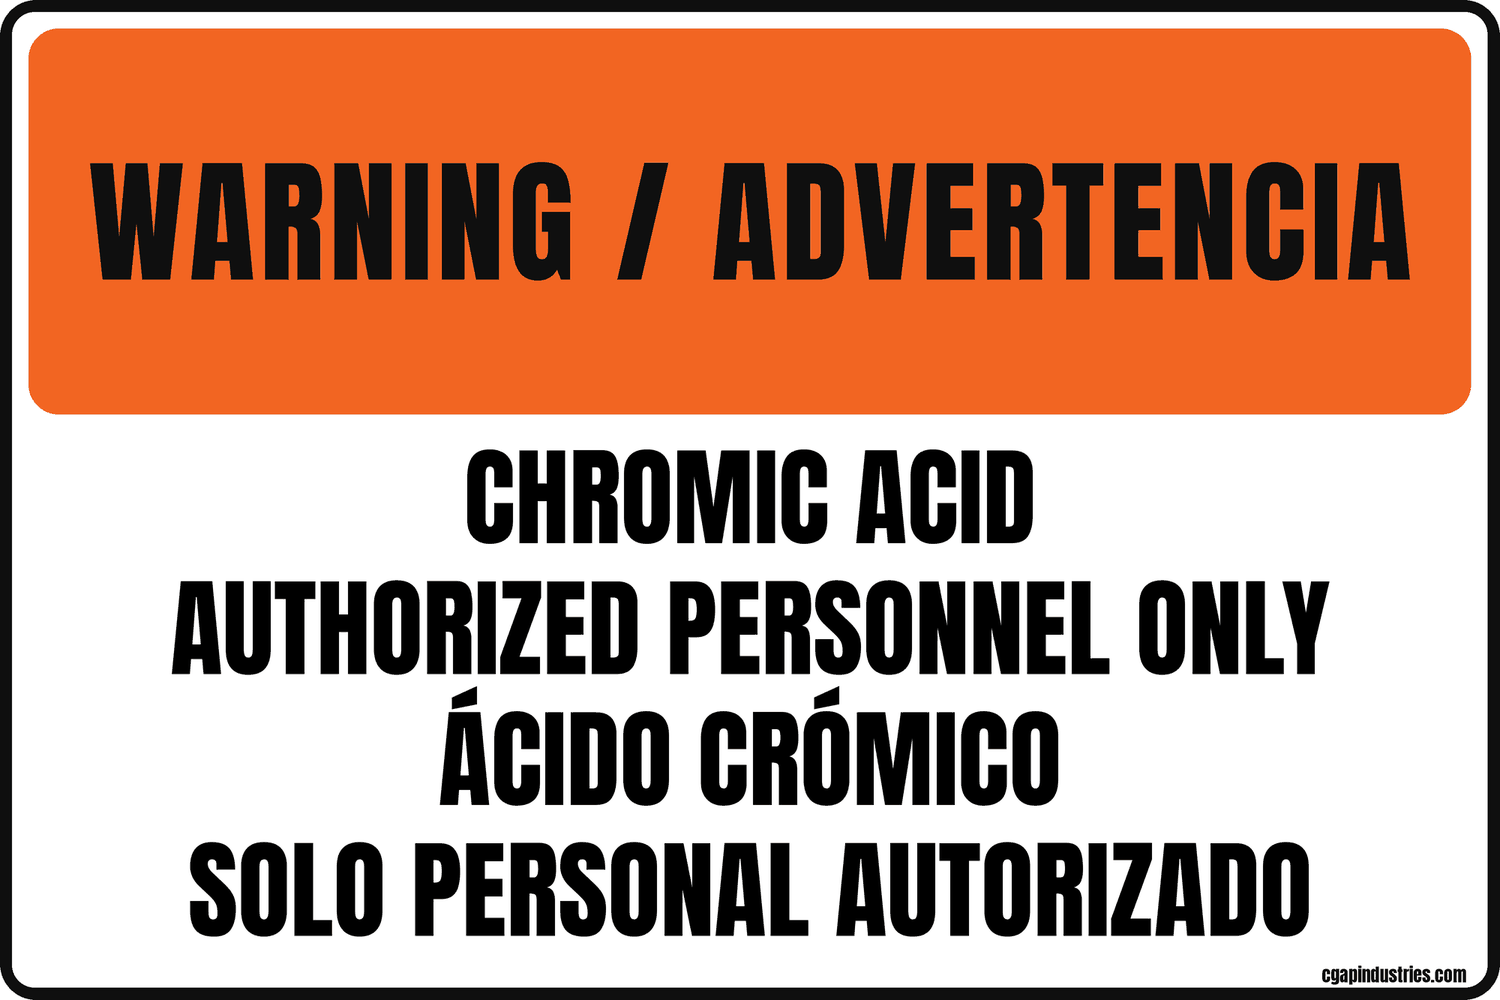 WARNING / ADVERTENCIA
CHROMIC ACID
AUTHORIZED PERSONNEL ONLY
ÁCIDO CRÓMICO
SOLO PERSONAL AUTORIZADO
cgapindustries.com